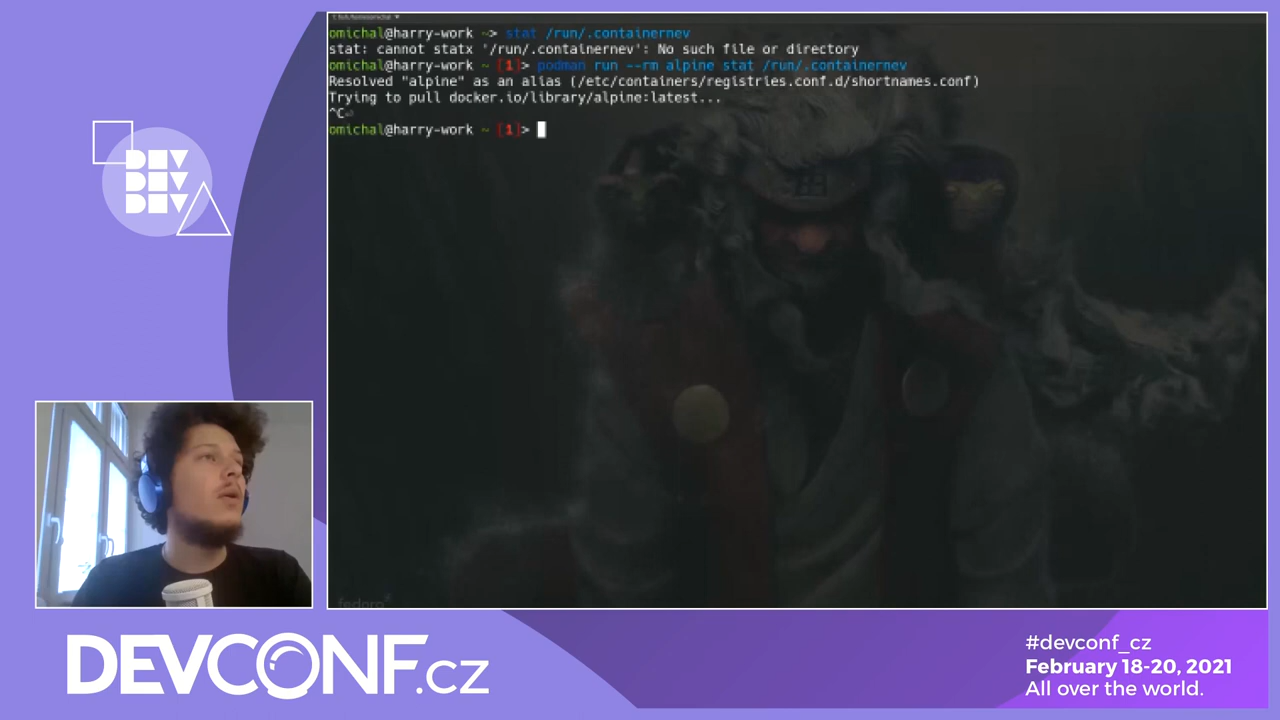 omichal@harry-work ~> stat /run/.containernev
stat: cannot statx '/run/.containernev': No such file or directory
omichal@harry-work ~ [1]> podman run --rm alpine stat /run/.containernev
Resolved "alpine" as an alias (/etc/containers/registries.conf.d/shortnames.conf)
Trying to pull docker.io/library/alpine:latest...
^C⏎
omichal@harry-work ~ [1]>
DEV
DEV
DEV
fedora
DEVCONF.cz
#devconf_cz
February 18-20, 2021
All over the world.